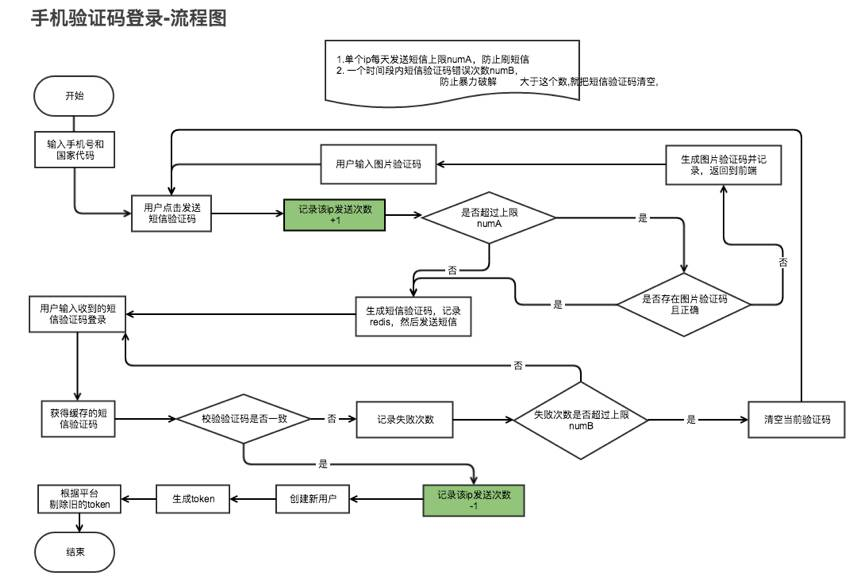 手机验证码登录-流程图
1.单个ip每天发送短信上限numA，防止刷短信
2. 一个时间段内短信验证码错误次数numB，
防止暴力破解 大于这个数,就把短信验证码清空,
开始
输入手机号和
国家代码
用户输入图片验证码
生成图片验证码并记
录，返回到前端
用户点击发送
短信验证码
记录该ip发送次数
+1
是否超过上限
numA
是
否
否
用户输入收到的短
信验证码登录
生成短信验证码，记录
redis，然后发送短信
是
是否存在图片验证码
且正确
否
获得缓存的短
信验证码
校验验证码是否一致
否
记录失败次数
失败次数是否超过上限
numB
是
清空当前验证码
是
根据平台
剔除旧的token
生成token
创建新用户
记录该ip发送次数
-1
结束